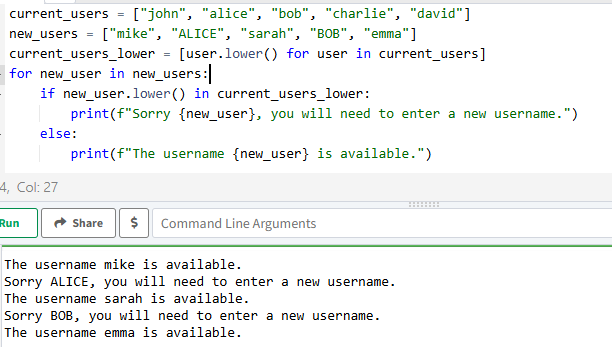 current_users = ["john", "alice", "bob", "charlie", "david"]
new_users = ["mike", "ALICE", "sarah", "BOB", "emma"]
current_users_lower = [user.lower() for user in current_users]
for new_user in new_users:
    if new_user.lower() in current_users_lower:
        print(f"Sorry {new_user}, you will need to enter a new username.")
    else:
        print(f"The username {new_user} is available.")
4, Col: 27
Run Share $ Command Line Arguments
The username mike is available.
Sorry ALICE, you will need to enter a new username.
The username sarah is available.
Sorry BOB, you will need to enter a new username.
The username emma is available.